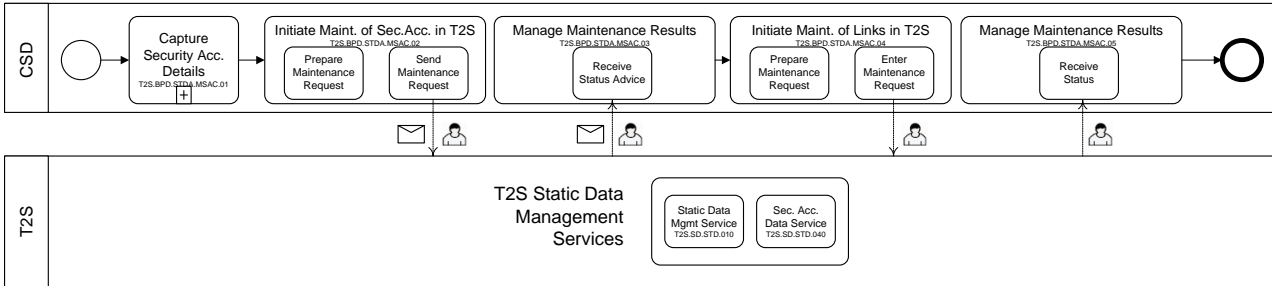 CSD
Capture
Security Acc.
Details
T2S.BPD.STDA.MSAC.01
Initiate Maint. of Sec.Acc. in T2S
T2S.BPD.STDA.MSAC.02
Prepare
Maintenance
Request
Send
Maintenance
Request
Manage Maintenance Results
T2S.BPD.STDA.MSAC.03
Receive
Status Advice
Initiate Maint. of Links in T2S
T2S.BPD.STDA.MSAC.04
Prepare
Maintenance
Request
Enter
Maintenance
Request
Manage Maintenance Results
T2S.BPD.STDA.MSAC.05
Receive
Status
T2S
T2S Static Data
Management
Services
Static Data
Mgmt Service
T2S.SD.STD.010
Sec. Acc.
Data Service
T2S.SD.STD.040